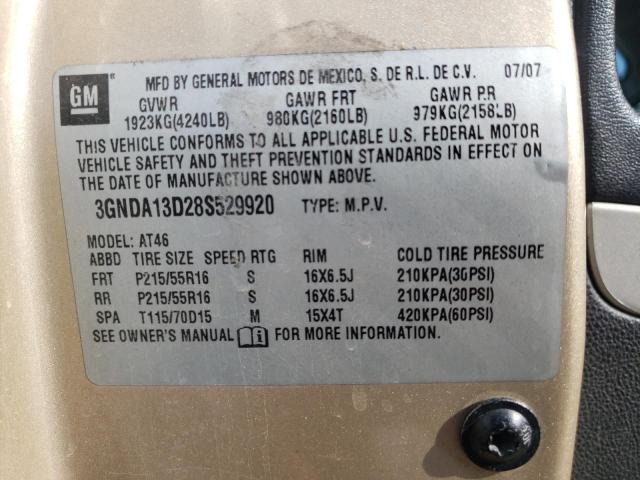 GM ®
MFD BY GENERAL MOTORS DE MEXICO, S. DE R.L. DE C.V. 07/07
GVWR GAWR FRT GAWR RR
1923KG(4240LB) 980KG(2160LB) 979KG(2158LB)
THIS VEHICLE CONFORMS TO ALL APPLICABLE U.S. FEDERAL MOTOR
VEHICLE SAFETY AND THEFT PREVENTION STANDARDS IN EFFECT ON
THE DATE OF MANUFACTURE SHOWN ABOVE.
3GNDA13D28S529920 TYPE: M.P.V.
MODEL: AT46
ABBD TIRE SIZE SPEED RTG RIM COLD TIRE PRESSURE
FRT P215/55R16 S 16X6.5J 210KPA(30PSI)
RR P215/55R16 S 16X6.5J 210KPA(30PSI)
SPA T115/70D15 M 15X4T 420KPA(60PSI)
SEE OWNER'S MANUAL i FOR MORE INFORMATION.